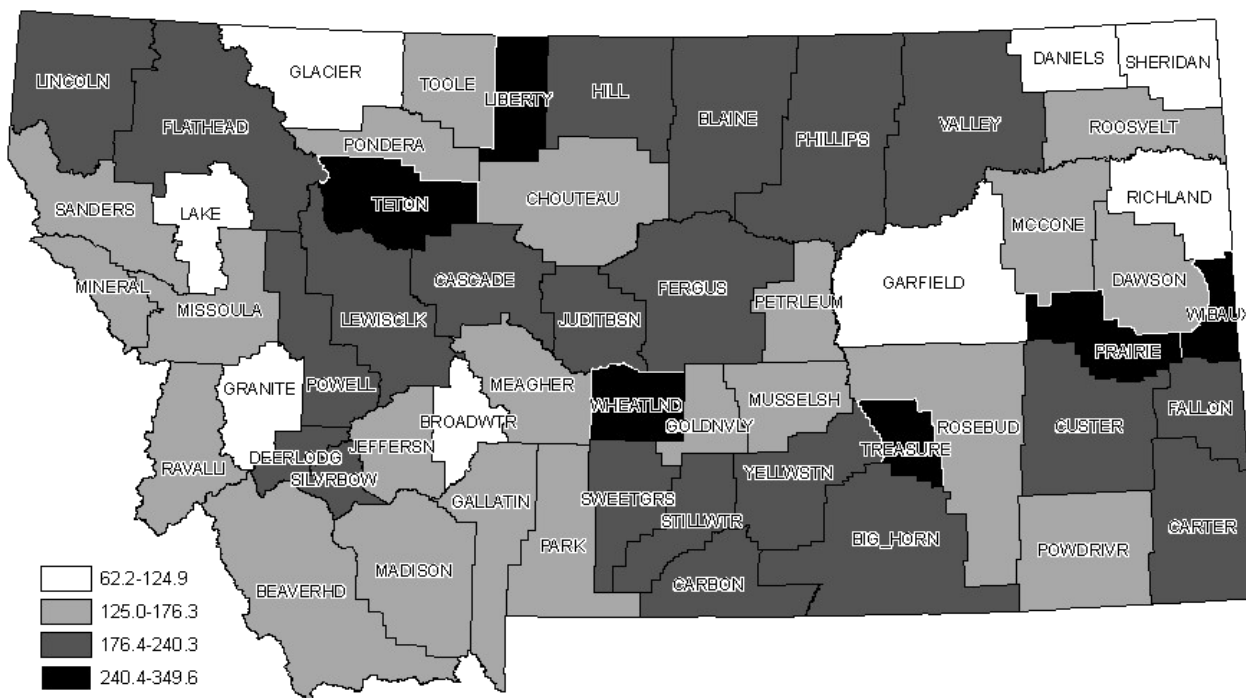 GLACIER
DANIELS
SHERIDAN
LINCOLN
TOOLE
LIBERTY
HILL
BLAINE
PHILLIPS
VALLEY
FLATHEAD
ROOSVELT
PONDERA
TETON
CHOUTEAU
RICHLAND
SANDERS
LAKE
MCCONE
MINERAL
MISSOULA
CASCADE
FERGUS
PETRLEUM
GARFIELD
DAWSON
WIBAUX
LEWISCLK
JUDITBSN
PRAIRIE
GRANITE
POWELL
MEAGHER
WHEATLND
MUSSELSH
BROADWTR
GOLDNVLY
ROSEBUD
CUSTER
FALLON
RAVALLI
DEERLODG
JEFFERSN
TREASURE
SILVRBOW
GALLATIN
SWEETGRS
YELLWSTN
STILLWTR
CARTER
PARK
BIG_HORN
POWDRIVR
BEAVERHD
MADISON
CARBON
62.2-124.9
125.0-176.3
176.4-240.3
240.4-349.6